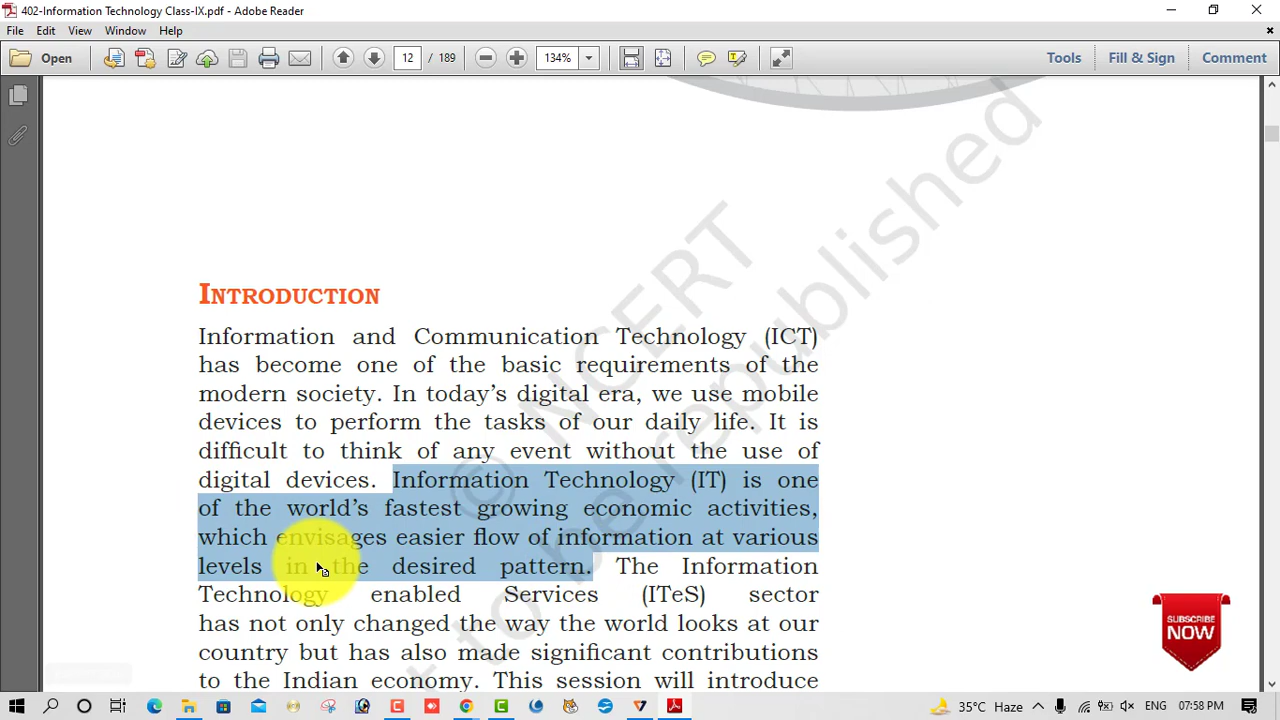 402-Information Technology Class-IX.pdf - Adobe Reader
File Edit View Window Help
Open 12 / 189 134% Tools Fill & Sign Comment
INTRODUCTION
Information and Communication Technology (ICT)
has become one of the basic requirements of the
modern society. In today's digital era, we use mobile
devices to perform the tasks of our daily life. It is
difficult to think of any event without the use of
digital devices. Information Technology (IT) is one
of the world's fastest growing economic activities,
which envisages easier flow of information at various
levels in the desired pattern. The Information
Technology enabled Services (ITeS) sector
has not only changed the way the world looks at our
country but has also made significant contributions
to the Indian economy. This session will introduce
© NCERT
t to be republished
SUBSCRIBE
NOW
35°C Haze ENG 07:58 PM